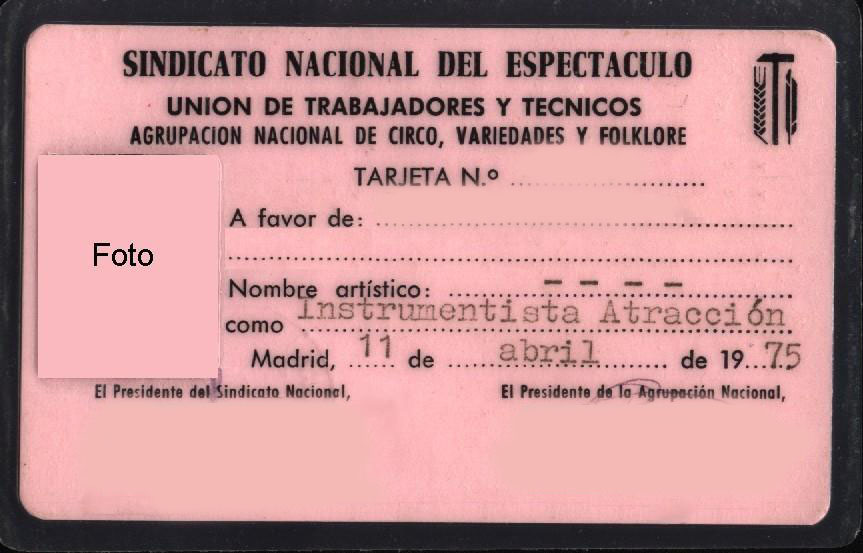 SINDICATO NACIONAL DEL ESPECTACULO
UNION DE TRABAJADORES Y TECNICOS
AGRUPACION NACIONAL DE CIRCO, VARIEDADES Y FOLKLORE
TARJETA N.º ........................
A favor de: ........................
........................
Foto
Nombre artístico: ........ - - - - ........
como Instrumentista Atracción
Madrid, 11 de abril de 1975
El Presidente del Sindicato Nacional, El Presidente de la Agrupación Nacional,